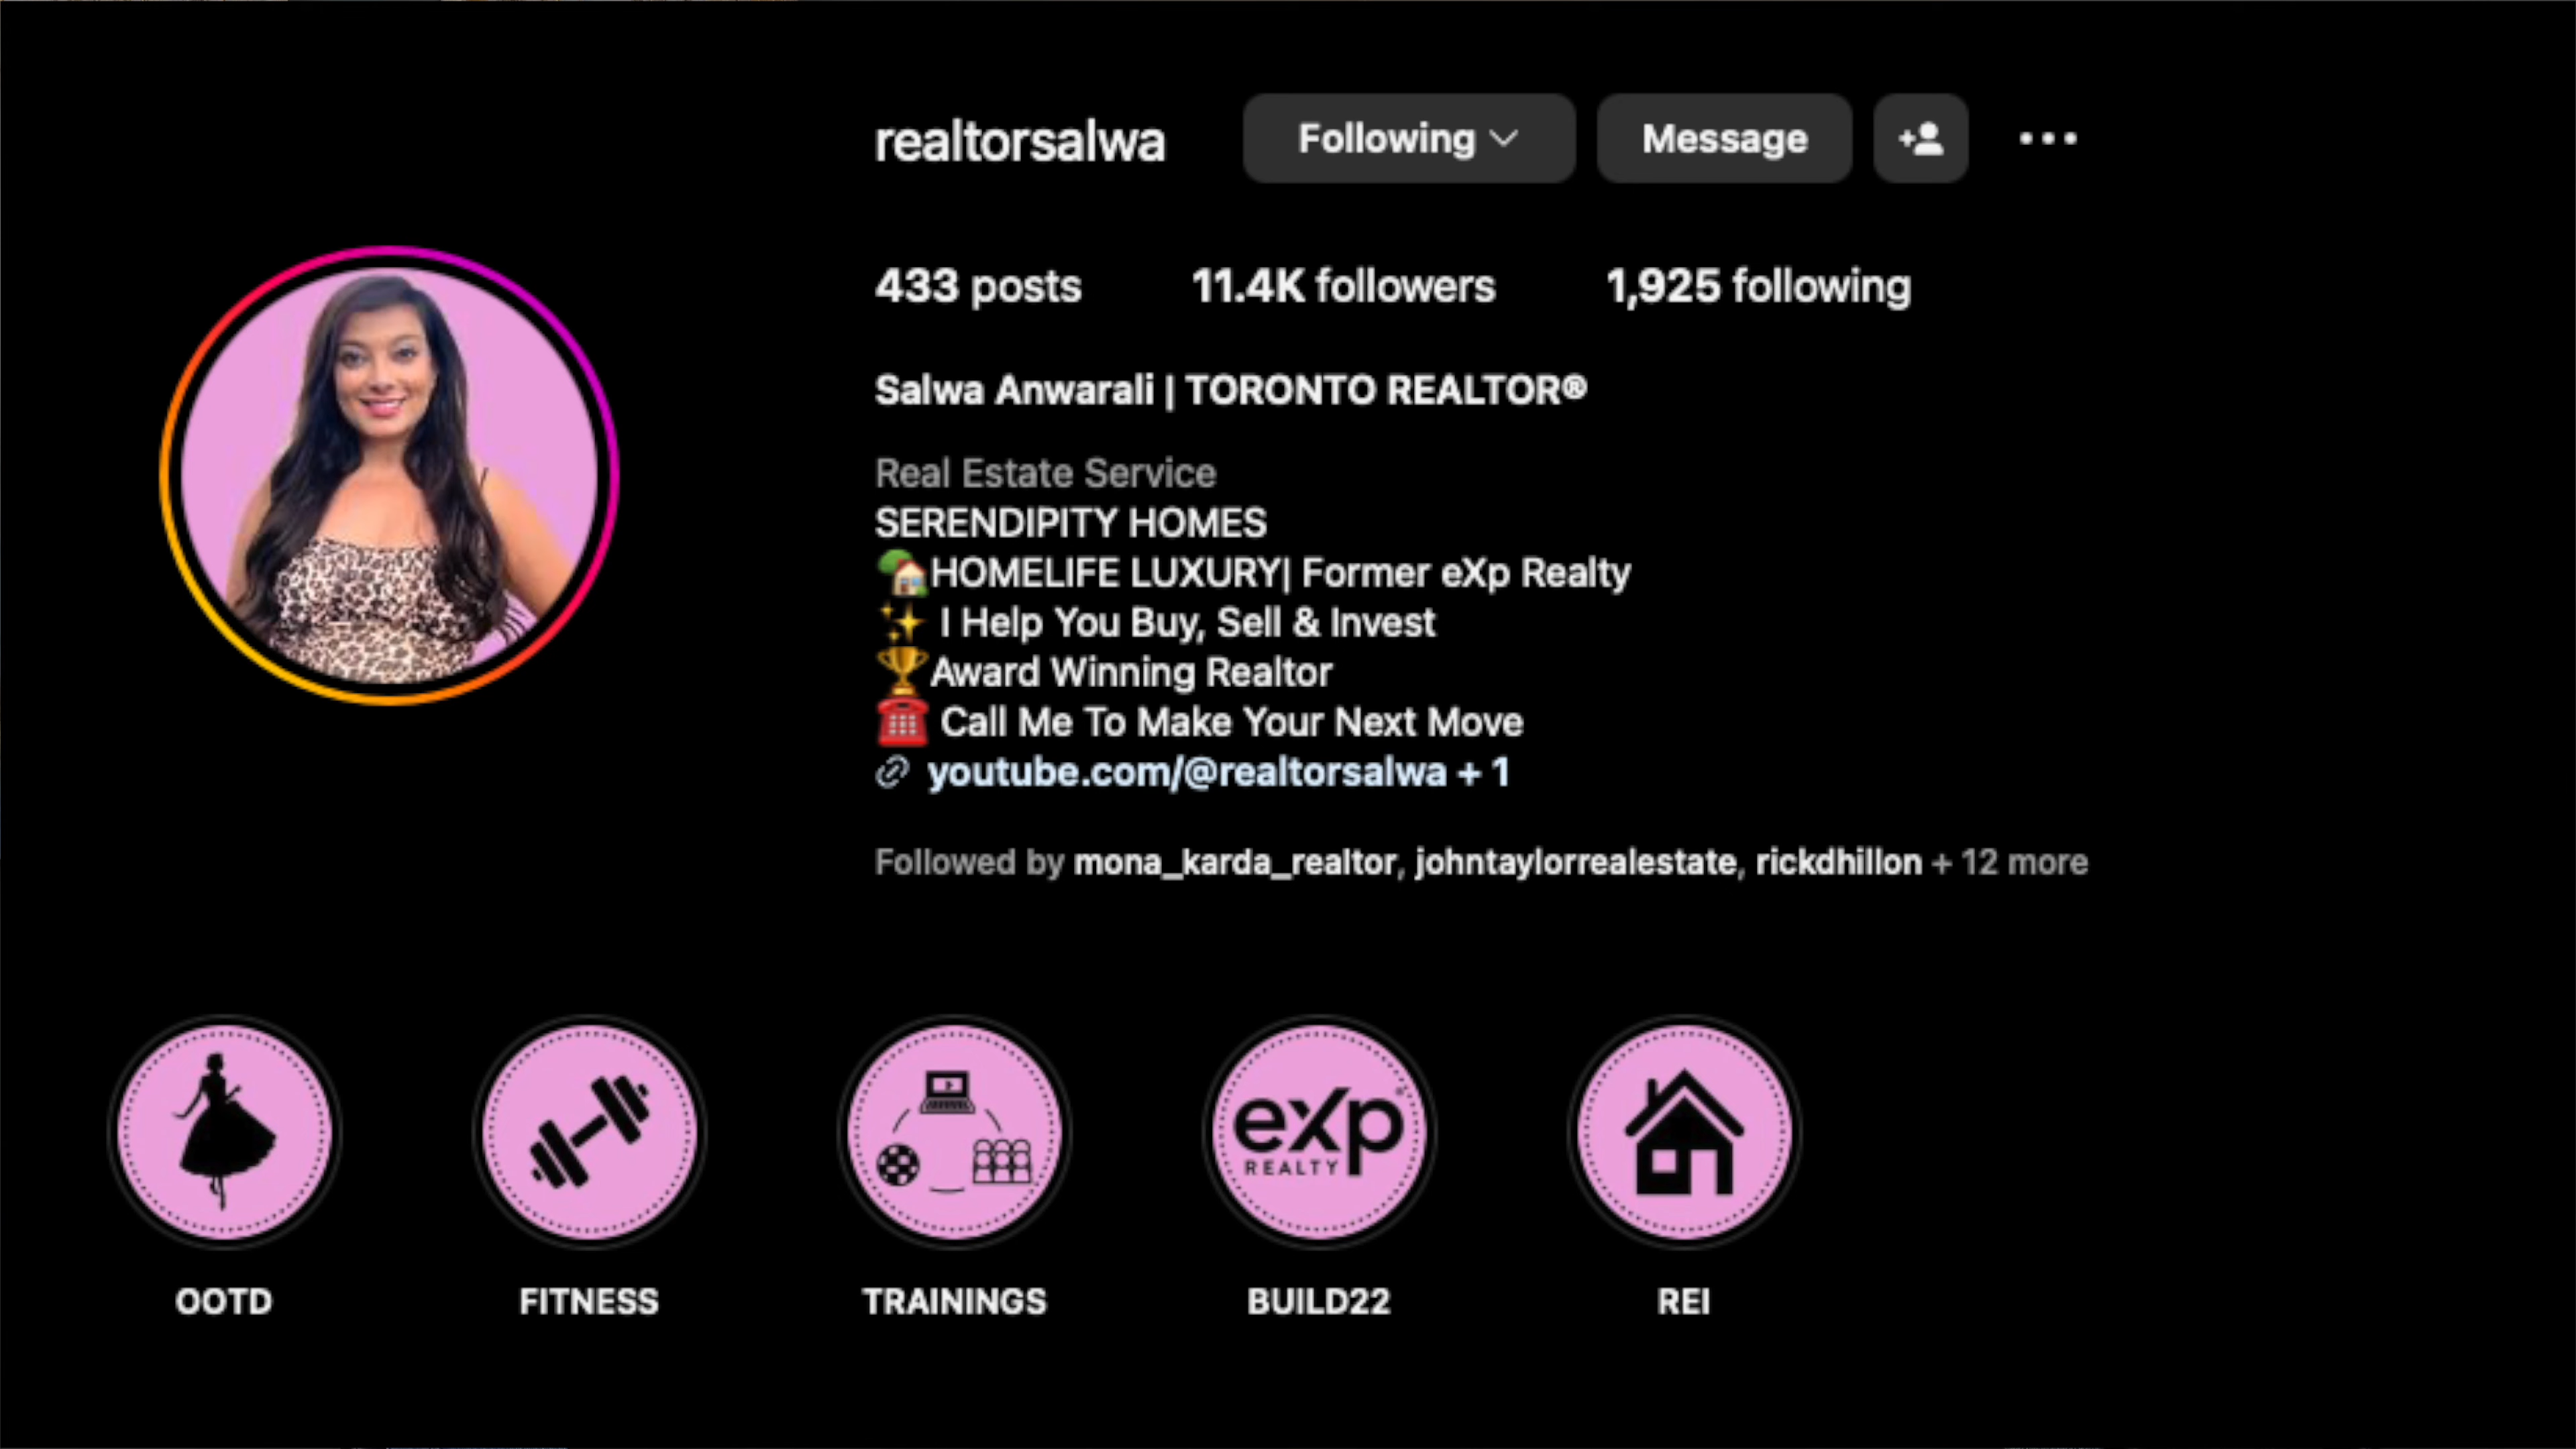 realtorsalwa Following Message
433 posts 11.4K followers 1,925 following
Salwa Anwarali | TORONTO REALTOR®
Real Estate Service
SERENDIPITY HOMES
🏡HOMELIFE LUXURY| Former eXp Realty
✨ I Help You Buy, Sell & Invest
🏆Award Winning Realtor
☎️ Call Me To Make Your Next Move
youtube.com/@realtorsalwa + 1
Followed by mona_karda_realtor, johntaylorrealestate, rickdhillon + 12 more
eXp
REALTY
OOTD FITNESS TRAININGS BUILD22 REI